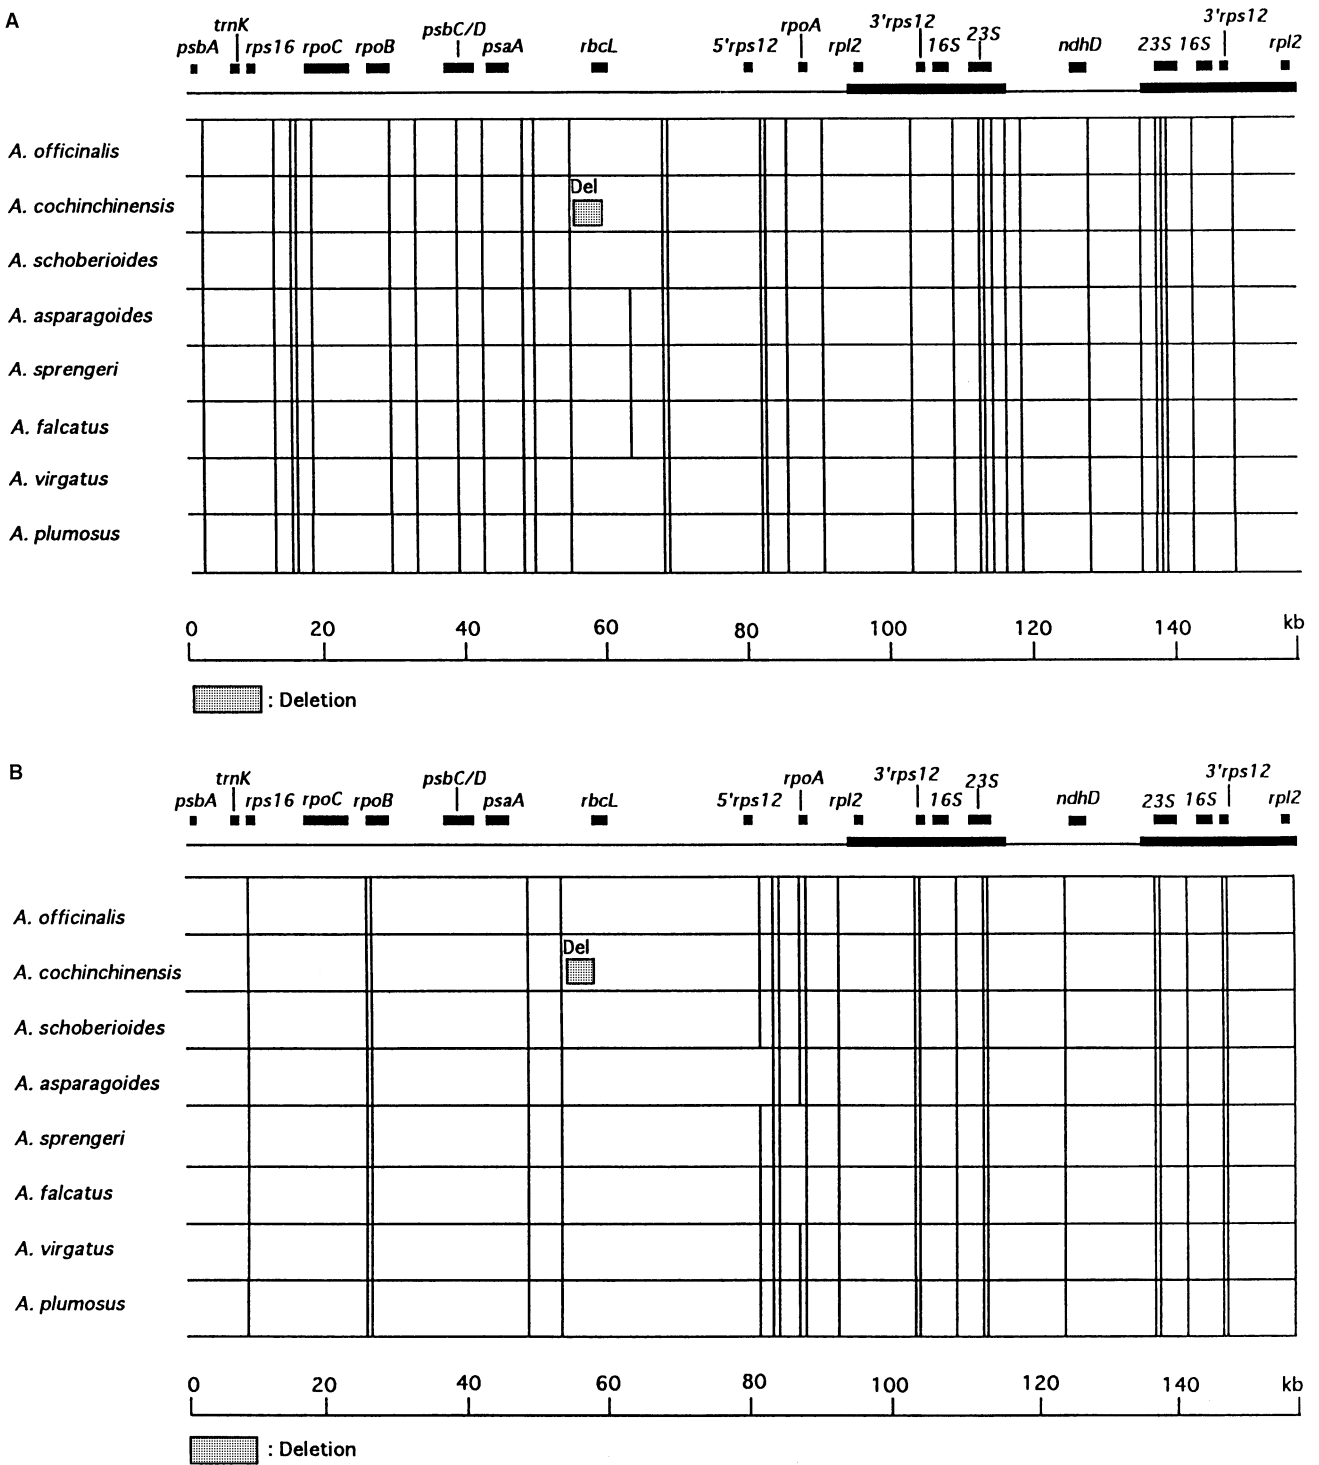 A
trnK psbC/D rpoA 3'rps12 3'rps12
psbA rps16 rpoC rpoB psaA rbcL 5'rps12 rpl2 16S 23S ndhD 23S 16S rpl2
A. officinalis
Del
A. cochinchinensis
A. schoberioides
A. asparagoides
A. sprengeri
A. falcatus
A. virgatus
A. plumosus
0 20 40 60 80 100 120 140 kb
: Deletion
B
trnK psbC/D rpoA 3'rps12 23S 3'rps12
psbA rps16 rpoC rpoB psaA rbcL 5'rps12 rpl2 16S ndhD 23S 16S rpl2
A. officinalis
Del
A. cochinchinensis
A. schoberioides
A. asparagoides
A. sprengeri
A. falcatus
A. virgatus
A. plumosus
0 20 40 60 80 100 120 140 kb
: Deletion